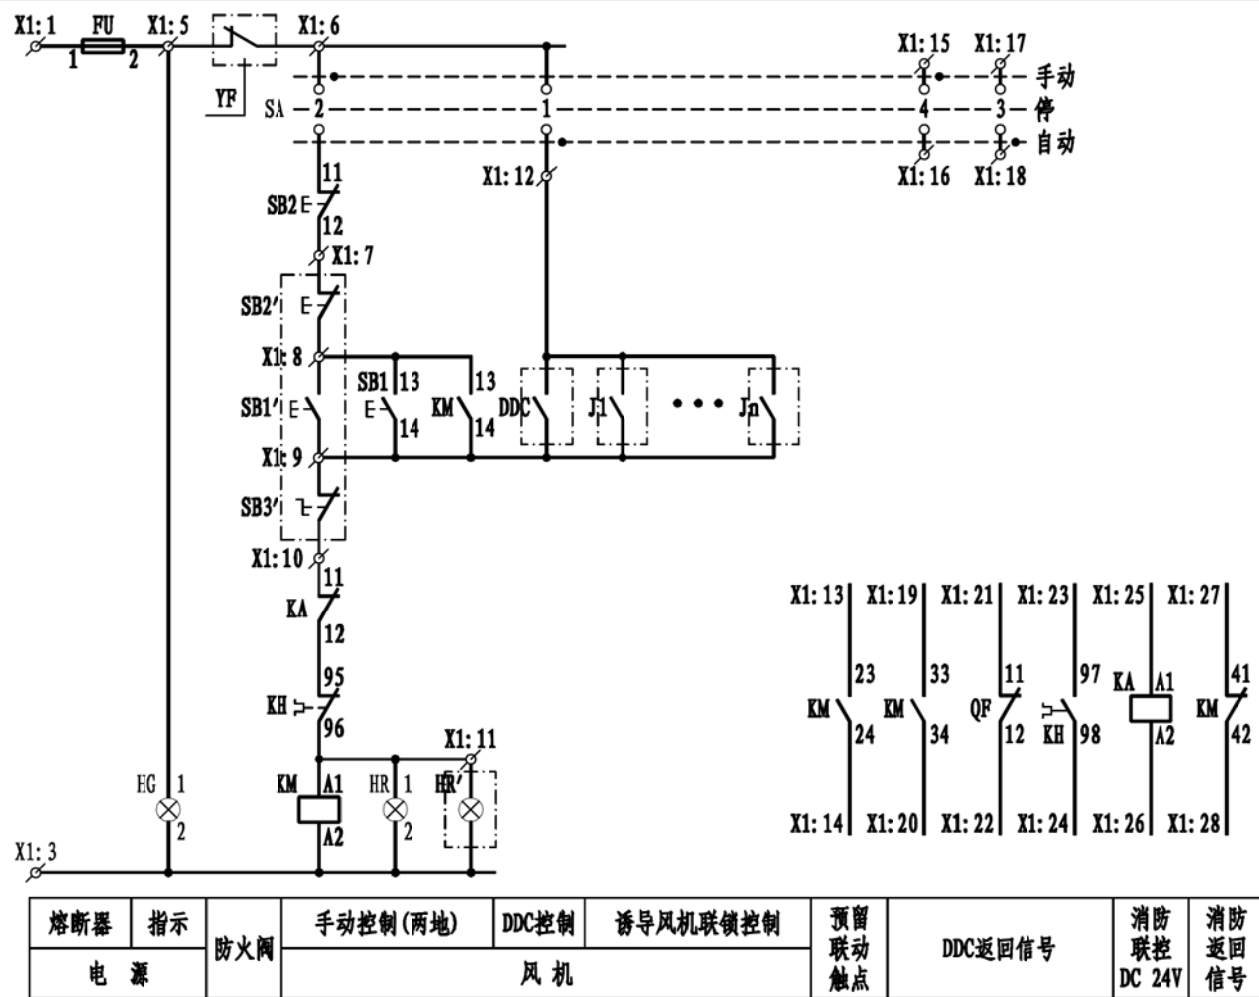 X1:1 FU X1:5 X1:6
1 2
X1:15 X1:17
YF
手动
SA 2 1 4 3 停
自动
X1:16 X1:18
11
X1:12
SB2
12
X1:7
SB2′
X1:8
SB1 13 13
SB1′ KM DDC J1 Jn
14 14
X1:9
SB3′
X1:10
11
KA
12
X1:13 X1:19 X1:21 X1:23 X1:25 X1:27
95
KH
96
23 33 11 97 KA A1 41
KM KM QF KH KM
24 34 12 98 A2 42
X1:11
HG 1 KM A1 HR 1 HR′
2 A2 2
X1:14 X1:20 X1:22 X1:24 X1:26 X1:28
X1:3
熔断器 指示 防火阀 手动控制(两地) DDC控制 诱导风机联锁控制
电 源 风 机
预留
联动
触点
DDC返回信号
消防
联控
DC 24V
消防
返回
信号